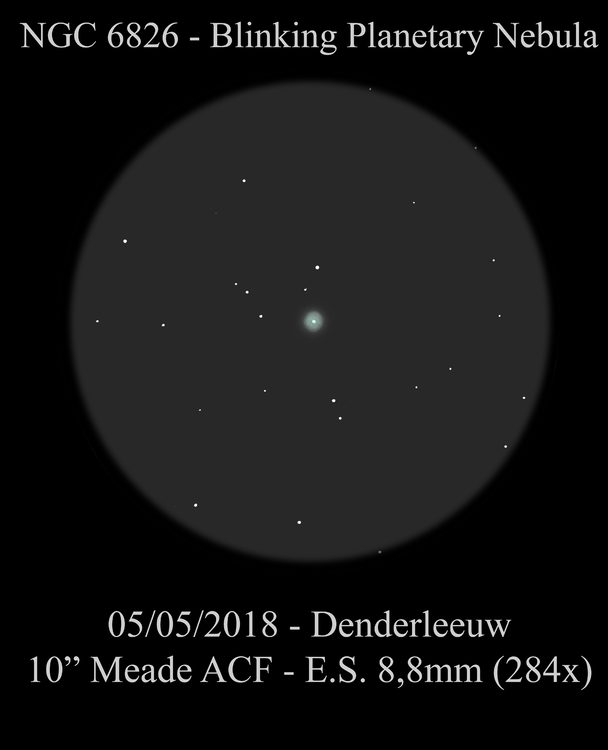 NGC 6826 - Blinking Planetary Nebula
05/05/2018 - Denderleeuw
10” Meade ACF - E.S. 8,8mm (284x)